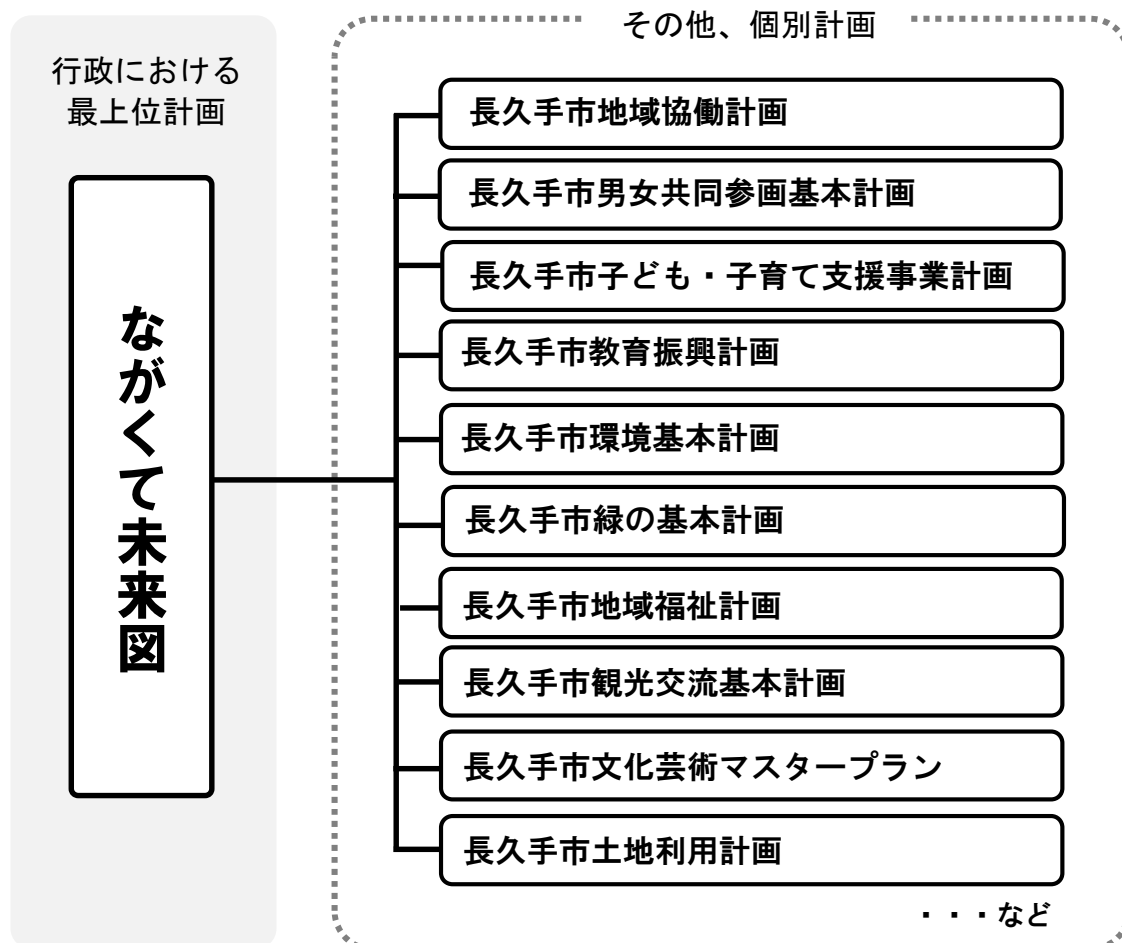 行政における
最上位計画
ながくて未来図
その他、個別計画
長久手市地域協働計画
長久手市男女共同参画基本計画
長久手市子ども・子育て支援事業計画
長久手市教育振興計画
長久手市環境基本計画
長久手市緑の基本計画
長久手市地域福祉計画
長久手市観光交流基本計画
長久手市文化芸術マスタープラン
長久手市土地利用計画
・・・など